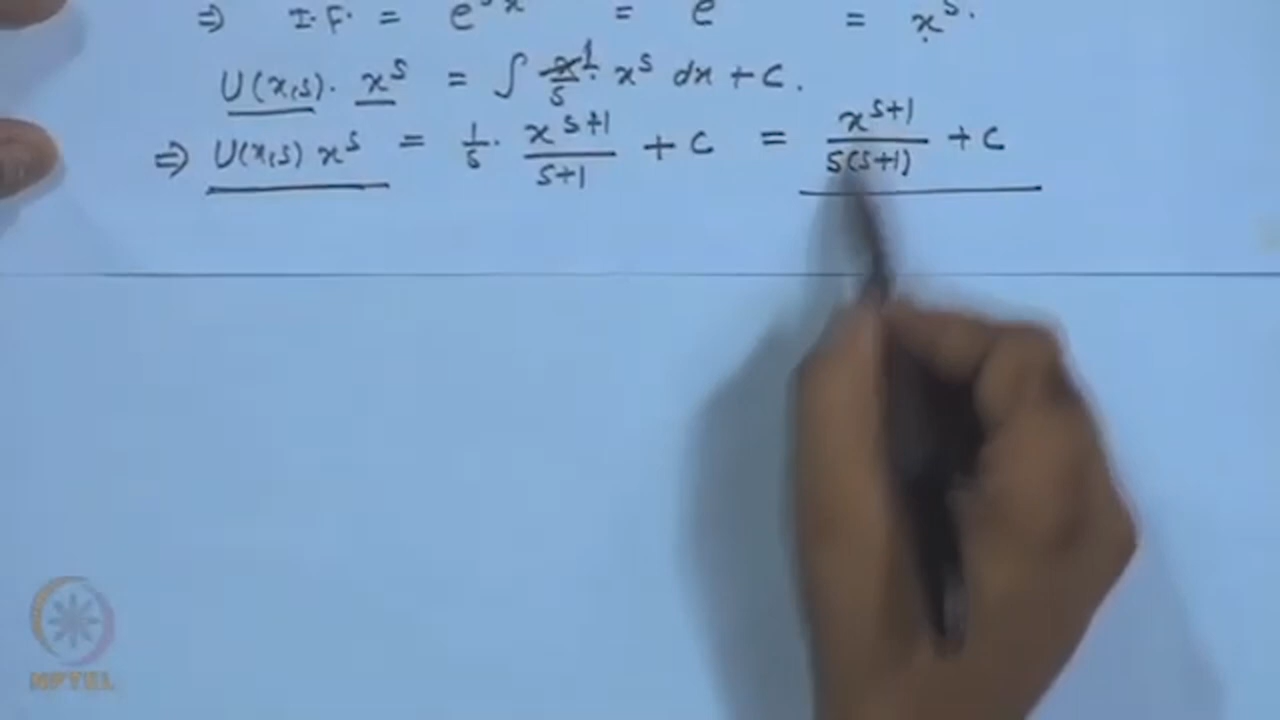 ⇒ I.F. = e = e = x^s.
U(x,s). x^s = ∫ 1/s. x^s dx + C.
⇒ U(x,s) x^s = 1/s. x^{s+1}/(s+1) + C = x^{s+1}/(s(s+1)) + C
NPTEL